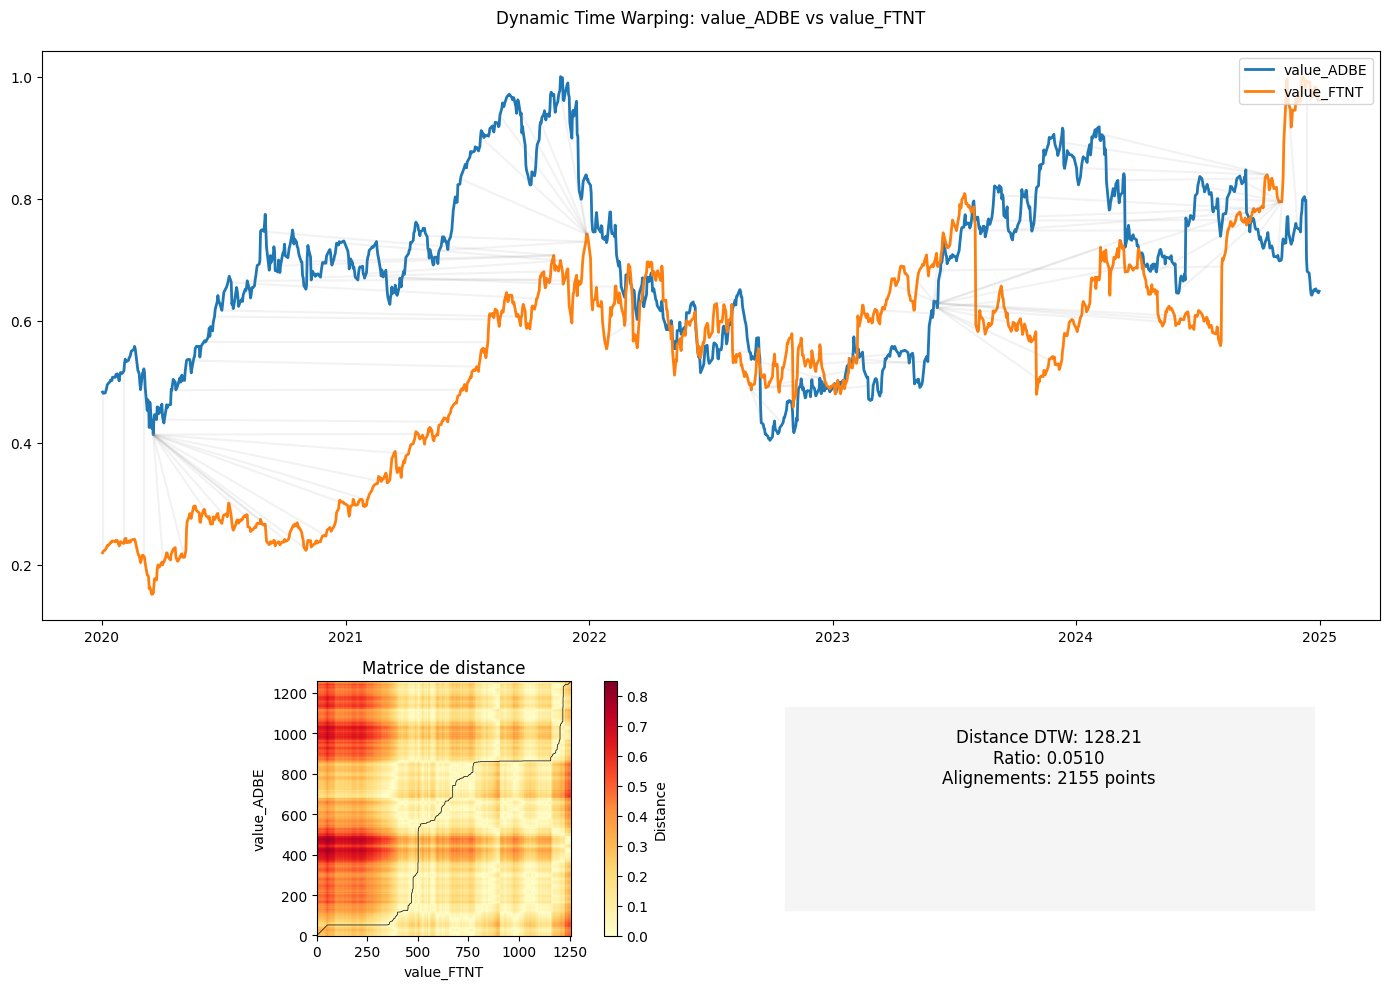 Dynamic Time Warping: value_ADBE vs value_FTNT
1.0
0.8
0.6
0.4
0.2
value_ADBE
value_FTNT
2020 2021 2022 2023 2024 2025
Matrice de distance
value_ADBE
1200
1000
800
600
400
200
0
0 250 500 750 1000 1250
value_FTNT
0.8
0.7
0.6
0.5
0.4
0.3
0.2
0.1
0.0
Distance
Distance DTW: 128.21
Ratio: 0.0510
Alignements: 2155 points